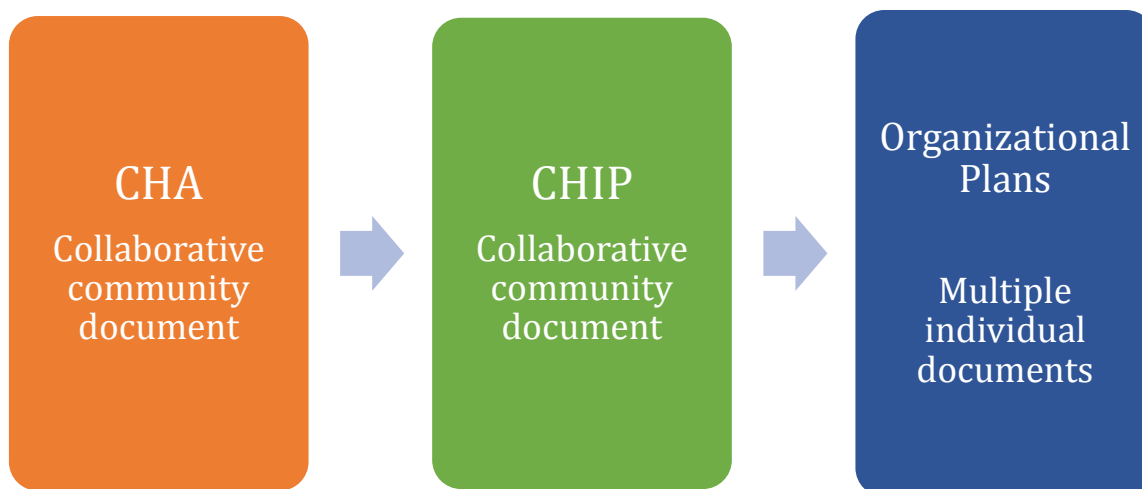 CHA
Collaborative
community
document
CHIP
Collaborative
community
document
Organizational
Plans
Multiple
individual
documents